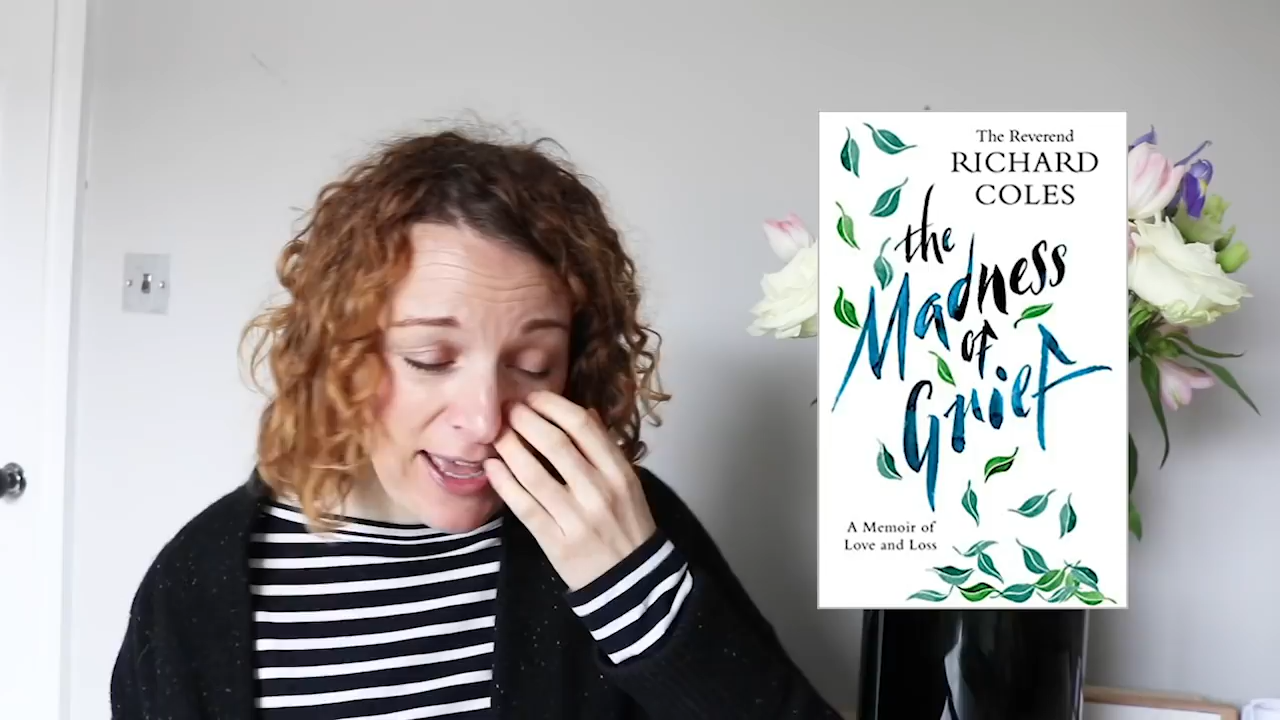 The Reverend
RICHARD
COLES
the
Madness
of
Grief
A Memoir of
Love and Loss